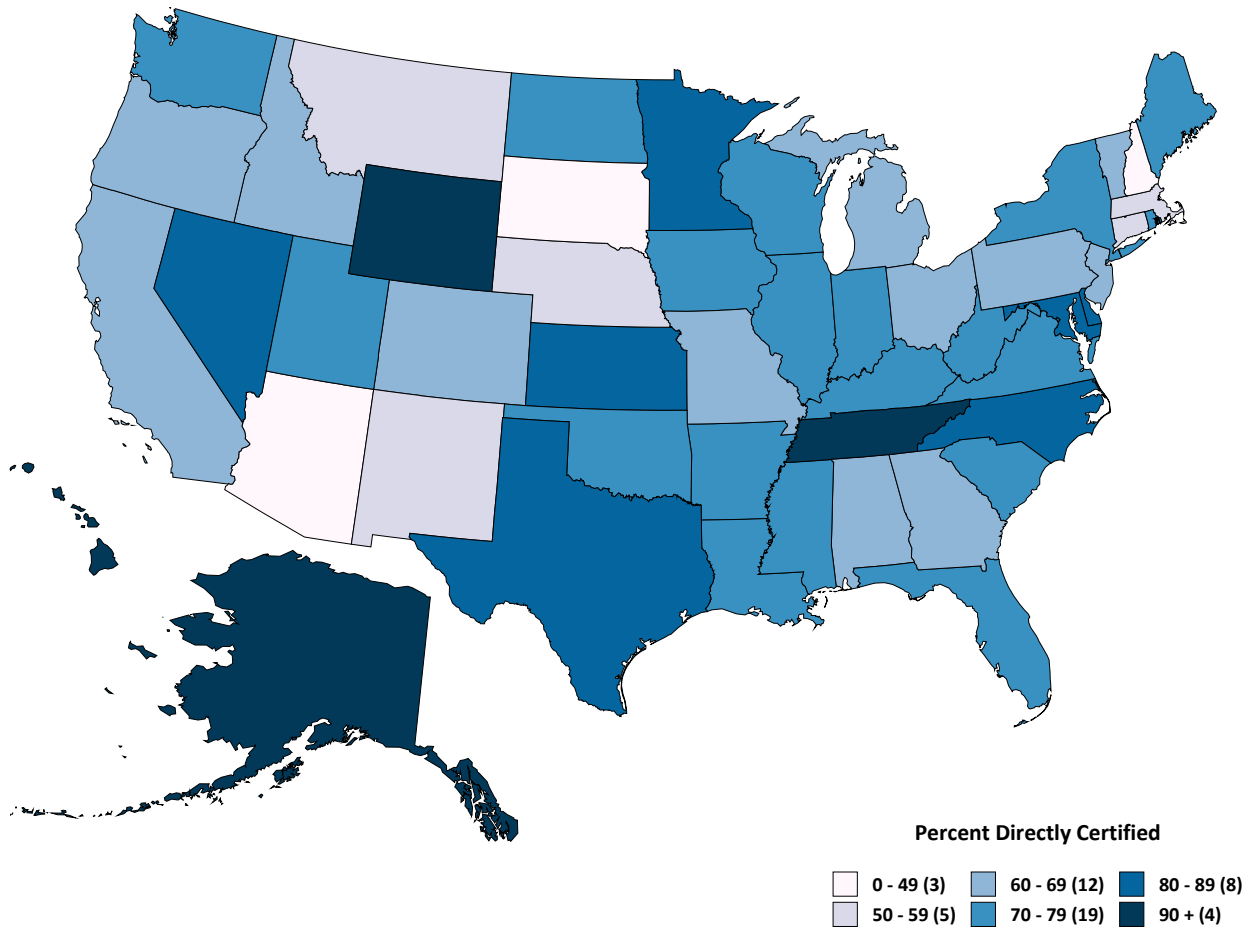 Percent Directly Certified
0 - 49 (3) 60 - 69 (12) 80 - 89 (8)
50 - 59 (5) 70 - 79 (19) 90 + (4)